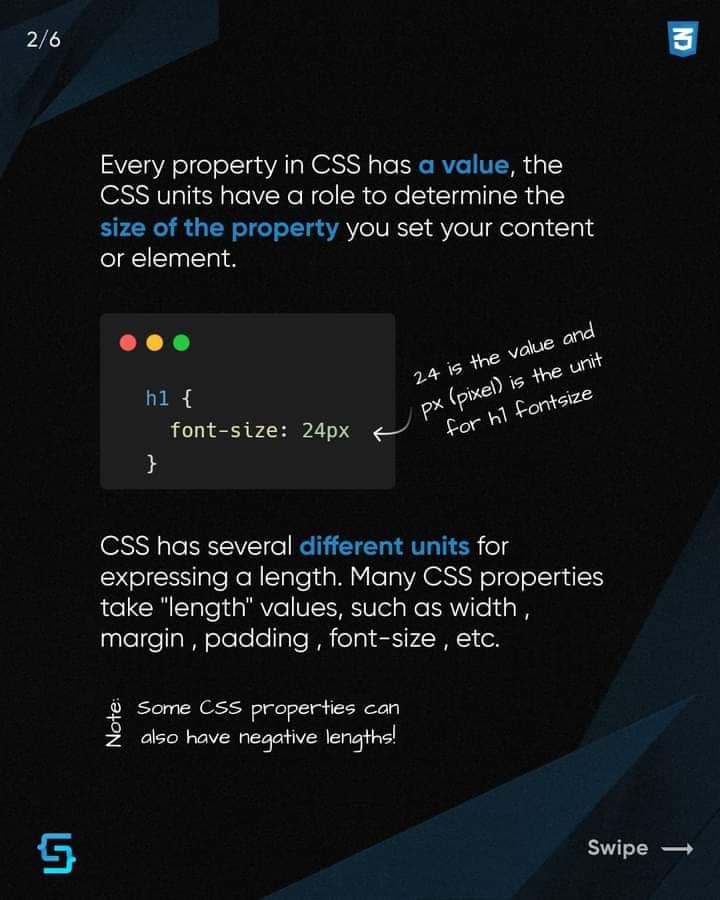 2/6
3
Every property in CSS has a value, the
CSS units have a role to determine the
size of the property you set your content
or element.
h1 {
font-size: 24px
}
24 is the value and
px (pixel) is the unit
for h1 fontsize
CSS has several different units for
expressing a length. Many CSS properties
take "length" values, such as width ,
margin , padding , font-size , etc.
Note:
Some CSS properties can
also have negative lengths!
Swipe